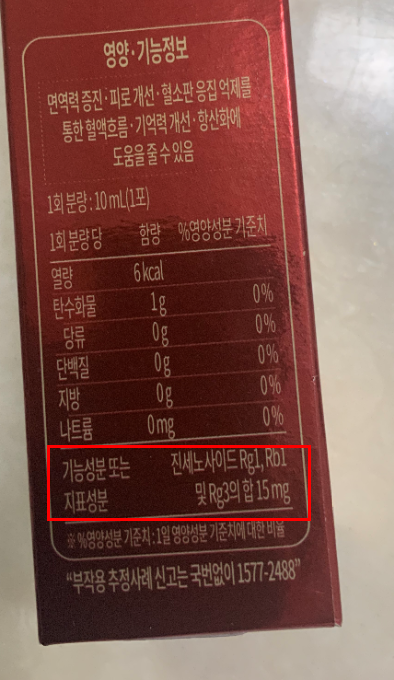 영양·기능정보
면역력 증진·피로 개선·혈소판 응집 억제를
통한 혈액흐름·기억력 개선·항산화에
도움을 줄 수 있음
1회 분량 : 10 mL(1포)
1회 분량당 함량 %영양성분 기준치
열량 6 kcal
탄수화물 1 g 0%
당류 0 g 0%
단백질 0 g 0%
지방 0 g 0%
나트륨 0 mg 0%
기능성분 또는 진세노사이드 Rg1, Rb1
지표성분 및 Rg3의 합 15 mg
※ %영양성분 기준치 : 1일 영양성분 기준치에 대한 비율
“부작용 추정사례 신고는 국번없이 1577-2488”